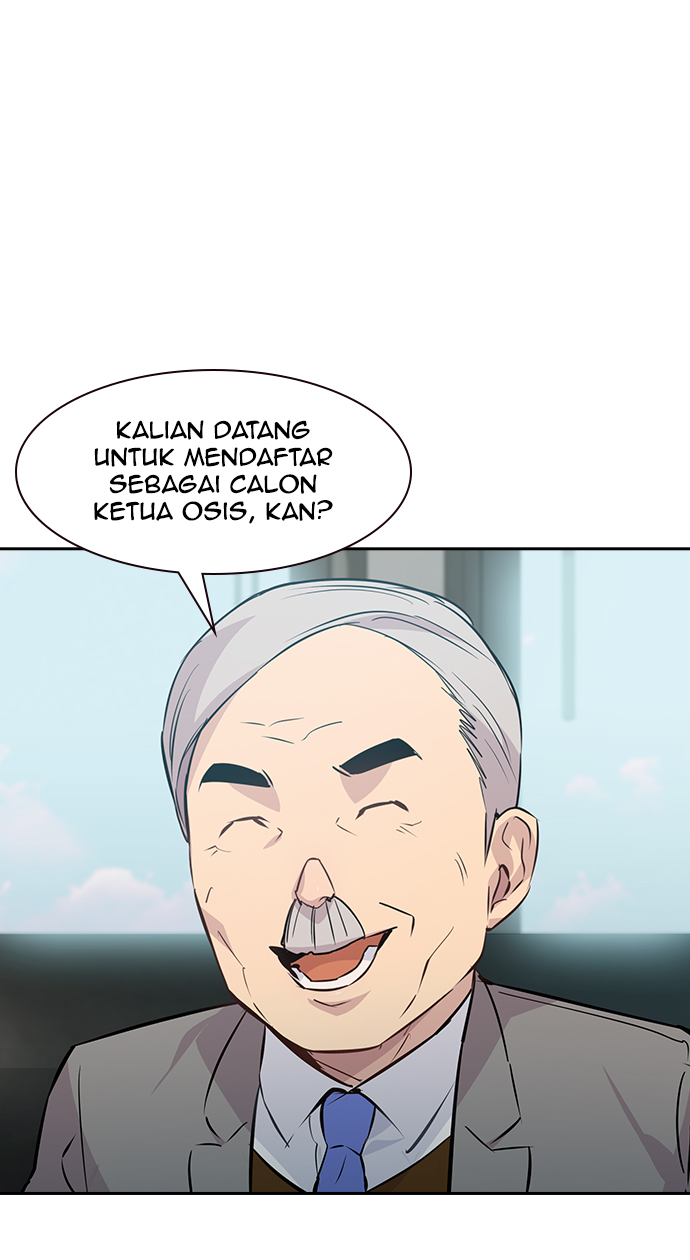 KALIAN DATANG
UNTUK MENDAFTAR
SEBAGAI CALON
KETUA OSIS, KAN?